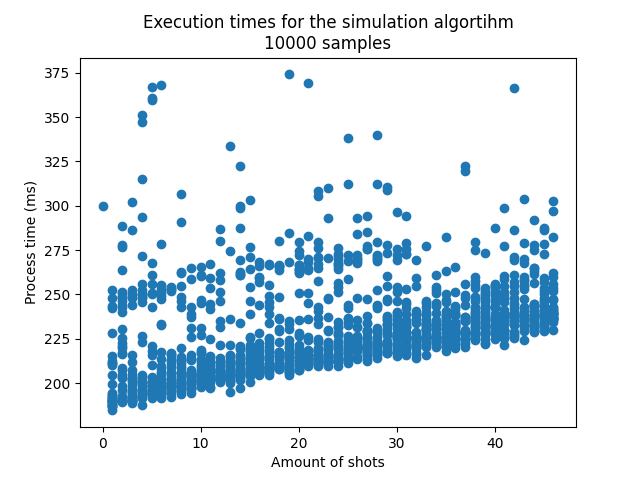 Execution times for the simulation algortihm
10000 samples
375
350
325
300
275
250
225
200
Process time (ms)
0 10 20 30 40
Amount of shots